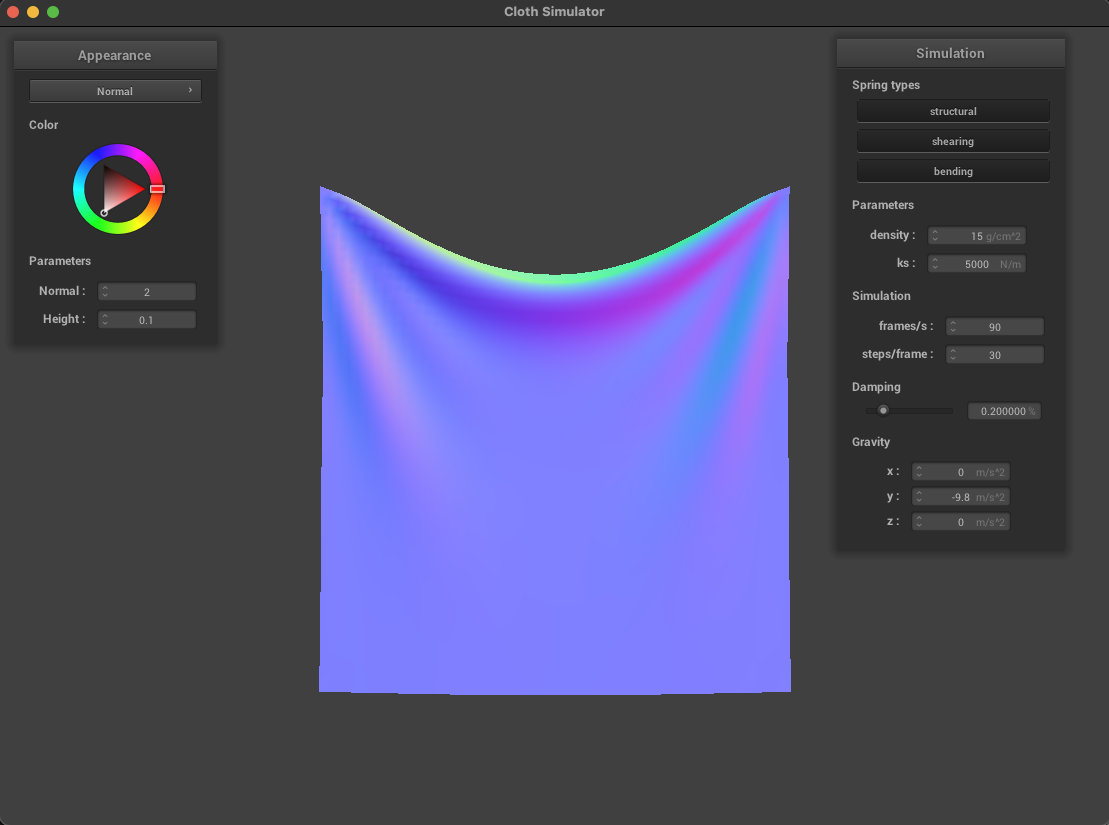 Cloth Simulator
Appearance
Normal
Color
Parameters
Normal : 2
Height : 0.1
Simulation
Spring types
structural
shearing
bending
Parameters
density : 15 g/cm^2
ks : 5000 N/m
Simulation
frames/s : 90
steps/frame : 30
Damping
0.200000 %
Gravity
x : 0 m/s^2
y : -9.8 m/s^2
z : 0 m/s^2